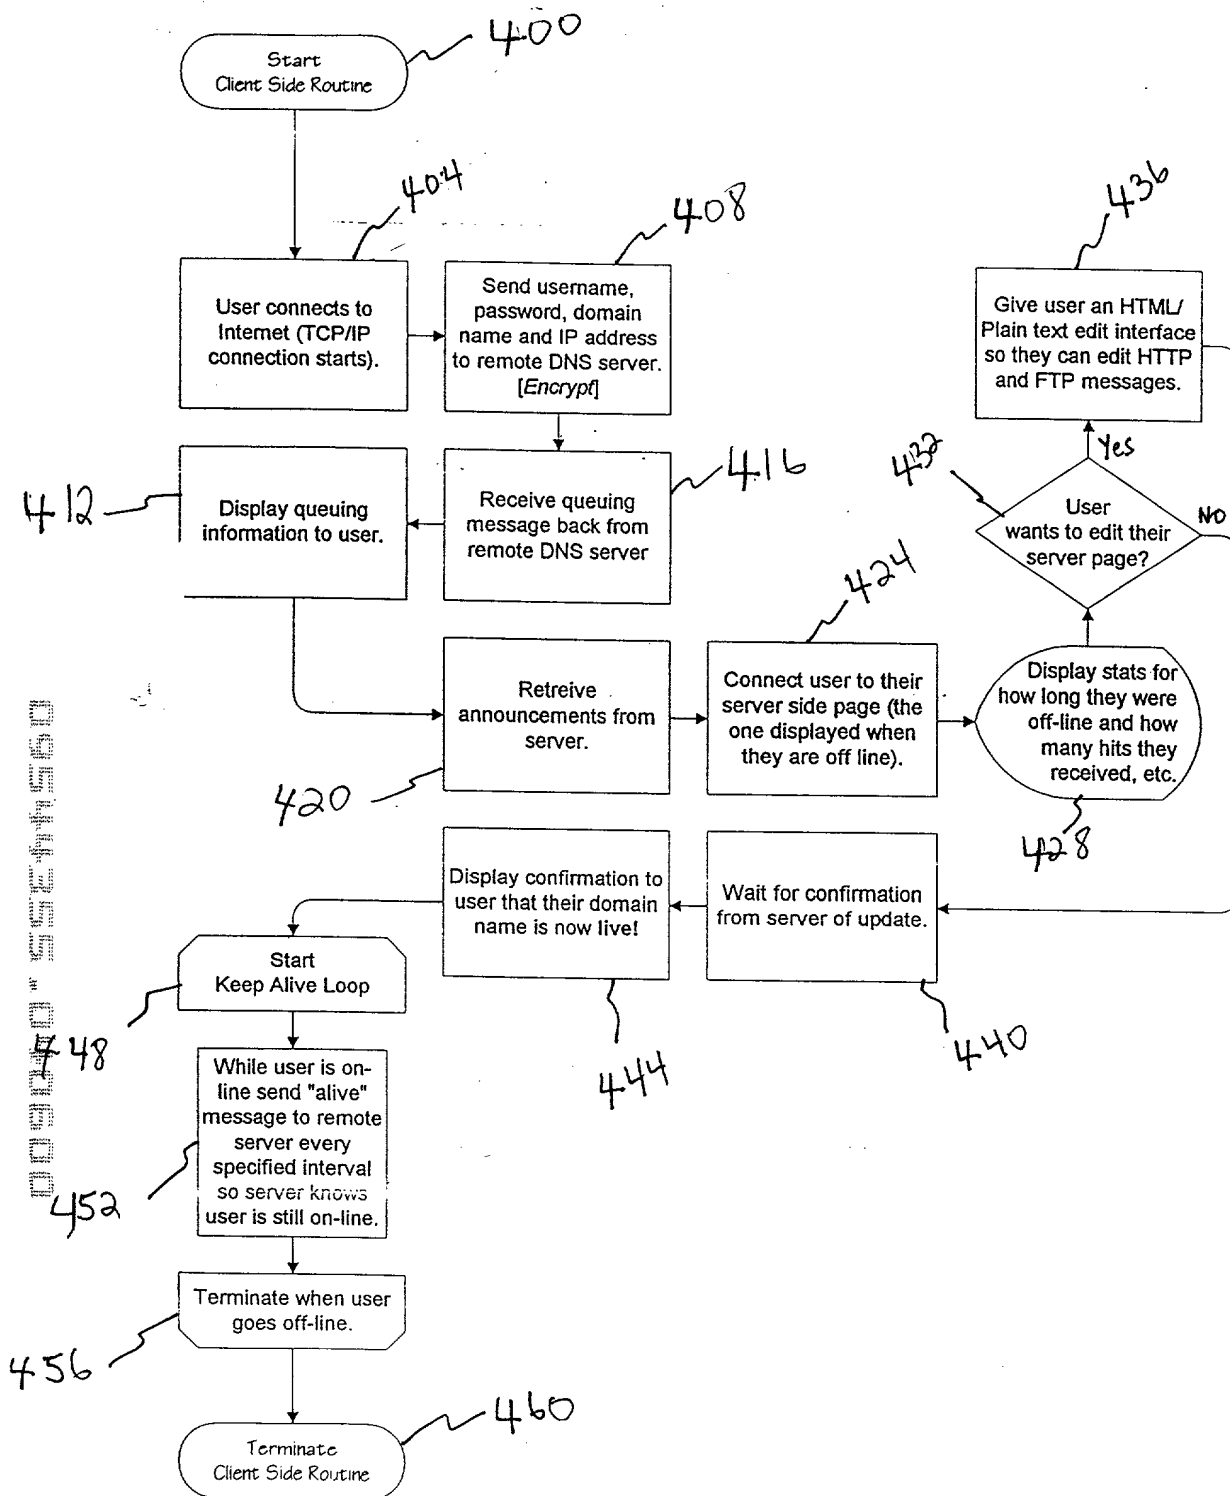 400
Start
Client Side Routine
404
408
436
User connects to
Internet (TCP/IP
connection starts).
Send username,
password, domain
name and IP address
to remote DNS server.
[Encrypt]
Give user an HTML/
Plain text edit interface
so they can edit HTTP
and FTP messages.
Yes
432
416
412
Display queuing
information to user.
Receive queuing
message back from
remote DNS server
User
wants to edit their
server page?
NO
424
Retreive
announcements from
server.
Connect user to their
server side page (the
one displayed when
they are off line).
Display stats for
how long they were
off-line and how
many hits they
received, etc.
420
428
Display confirmation to
user that their domain
name is now live!
Wait for confirmation
from server of update.
Start
Keep Alive Loop
448
444
440
While user is on-
line send "alive"
message to remote
server every
specified interval
so server knows
user is still on-line.
452
Terminate when user
goes off-line.
456
460
Terminate
Client Side Routine
09544355.040600